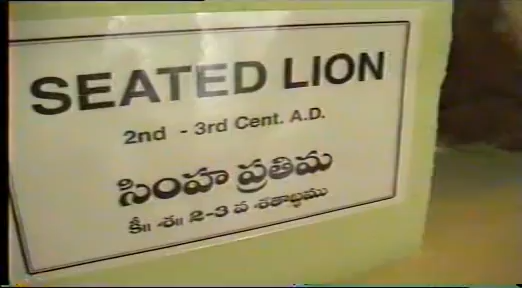 SEATED LION
2nd - 3rd Cent. A.D.
సింహ ప్రతిమ
క్రీ॥ శ॥ 2-3 వ శతాబ్దము